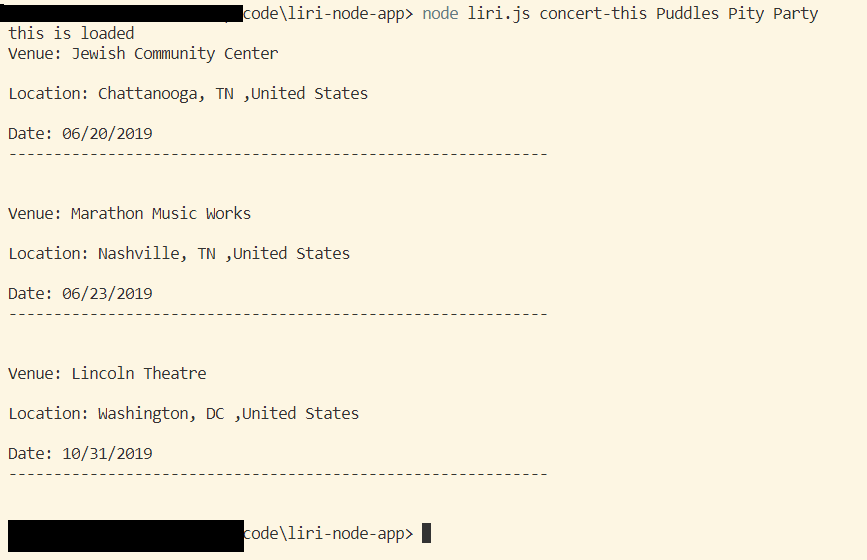 code\liri-node-app> node liri.js concert-this Puddles Pity Party
this is loaded
Venue: Jewish Community Center
Location: Chattanooga, TN ,United States
Date: 06/20/2019
------------------------------------------------------------
Venue: Marathon Music Works
Location: Nashville, TN ,United States
Date: 06/23/2019
------------------------------------------------------------
Venue: Lincoln Theatre
Location: Washington, DC ,United States
Date: 10/31/2019
------------------------------------------------------------
code\liri-node-app>